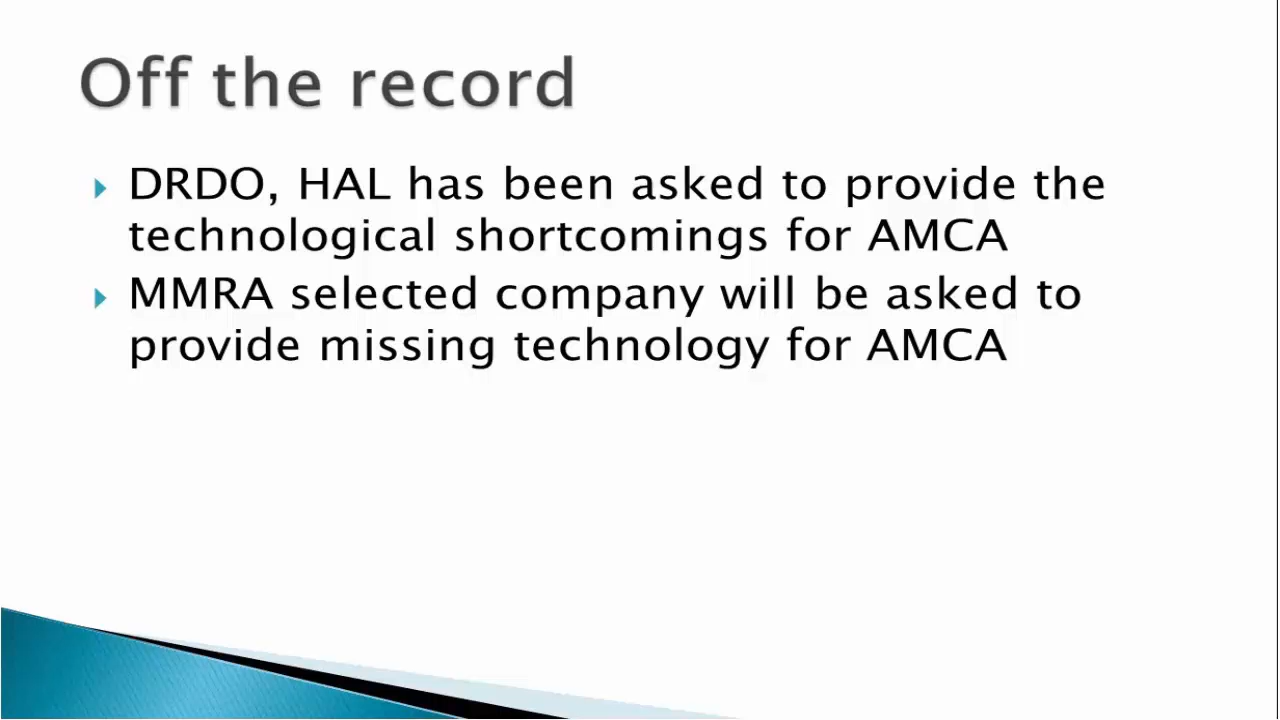 Off the record
DRDO, HAL has been asked to provide the
technological shortcomings for AMCA
MMRA selected company will be asked to
provide missing technology for AMCA